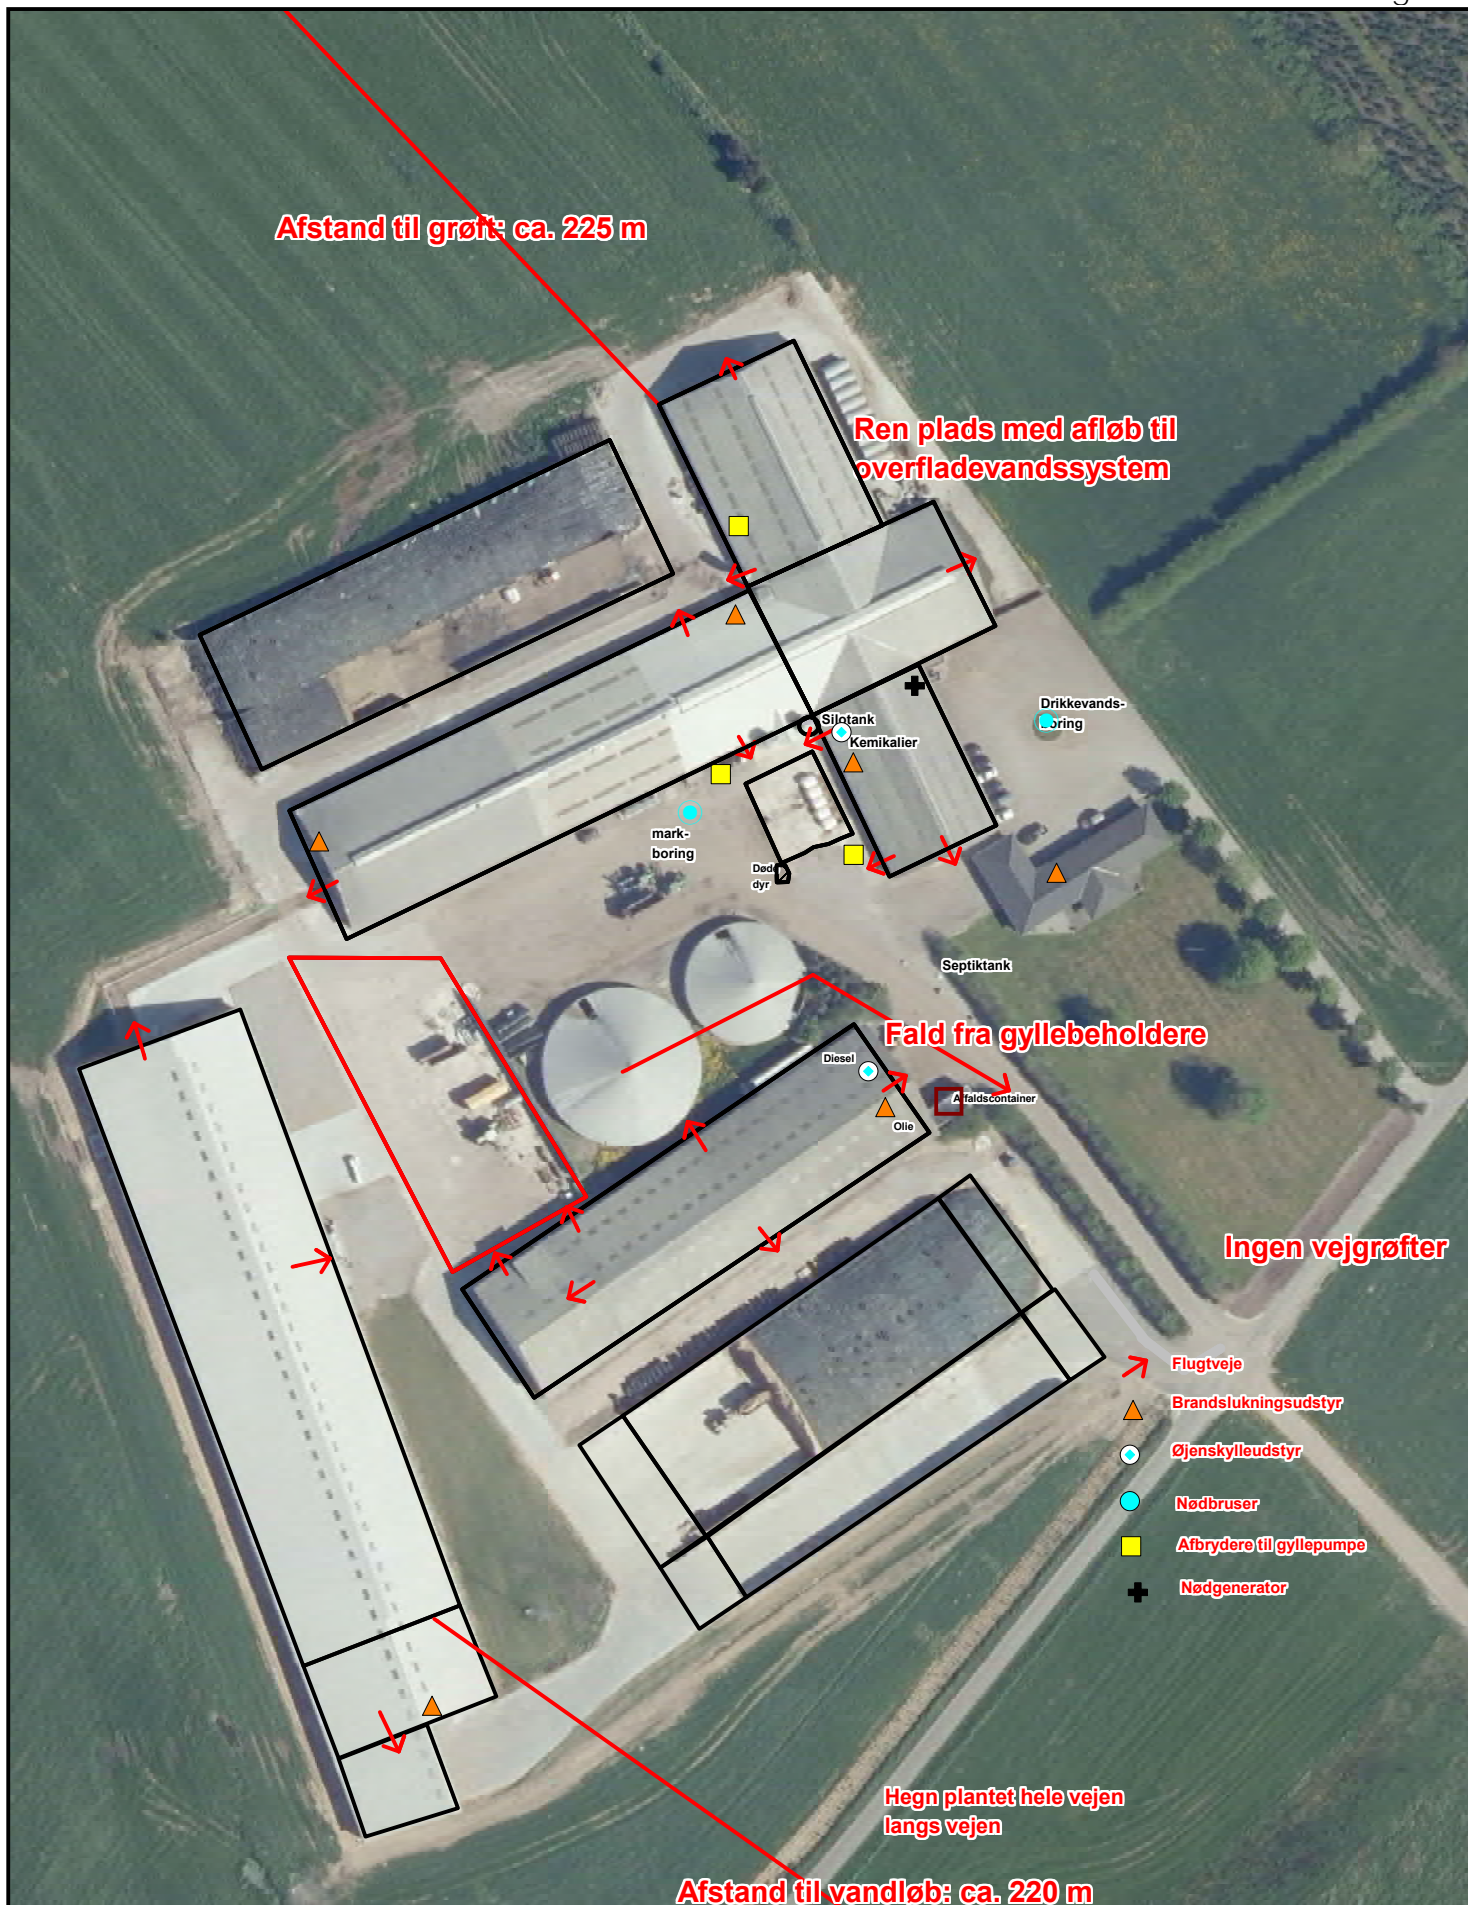 Afstand til grøft: ca. 225 m
Ren plads med afløb til
overfladevandssystem
Silotank
Kemikalier
Drikkevands-
boring
mark-
boring
Døde
dyr
Septiktank
Fald fra gyllebeholdere
Diesel
Affaldscontainer
Olie
Ingen vejgrøfter
Flugtveje
Brandslukningsudstyr
Øjenskylleudstyr
Nødbruser
Afbrydere til gyllepumpe
Nødgenerator
Hegn plantet hele vejen
langs vejen
Afstand til vandløb: ca. 220 m